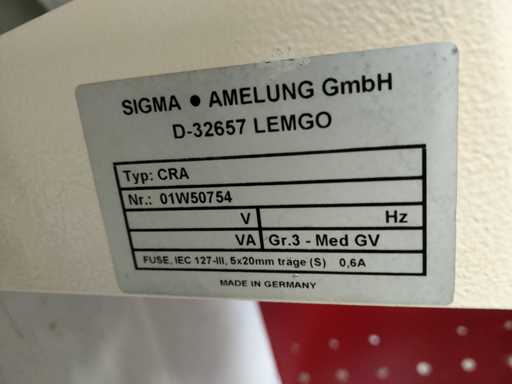 SIGMA ● AMELUNG GmbH
D-32657 LEMGO
Typ: CRA
Nr.: 01W50754
V Hz
VA Gr.3 - Med GV
FUSE, IEC 127-III, 5x20mm träge (S) 0,6A
MADE IN GERMANY